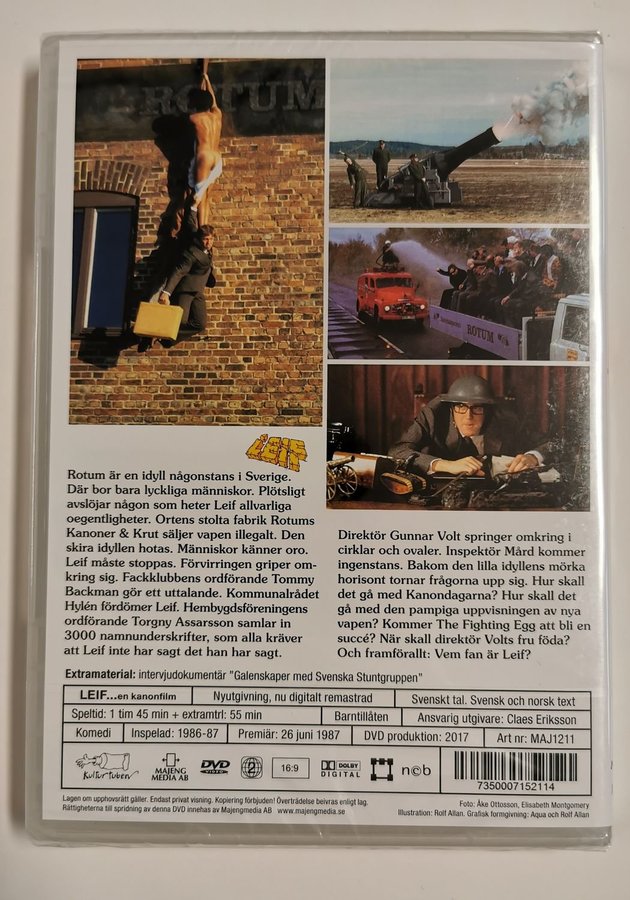 ROTUM
ROTUM
LEIF
Rotum är en idyll någonstans i Sverige.
Där bor bara lyckliga människor. Plötsligt
avslöjar någon som heter Leif allvarliga
oegentligheter. Ortens stolta fabrik Rotums
Kanoner & Krut säljer vapen illegalt. Den
skira idyllen hotas. Människor känner oro.
Leif måste stoppas. Förvirringen griper om-
kring sig. Fackklubbens ordförande Tommy
Backman gör ett uttalande. Kommunalrådet
Hylén fördömer Leif. Hembygdsföreningens
ordförande Torgny Assarsson samlar in
3000 namnunderskrifter, som alla kräver
att Leif inte har sagt det han har sagt.
Direktör Gunnar Volt springer omkring i
cirklar och ovaler. Inspektör Mård kommer
ingenstans. Bakom den lilla idyllens mörka
horisont tornar frågorna upp sig. Hur skall
det gå med Kanondagarna? Hur skall det
gå med den pampiga uppvisningen av nya
vapen? Kommer The Fighting Egg att bli en
succé? När skall direktör Volts fru föda?
Och framförallt: Vem fan är Leif?
Extramaterial: intervjudokumentär "Galenskaper med Svenska Stuntgruppen"
LEIF...en kanonfilm Nyutgivning, nu digitalt remastrad Svenskt tal. Svensk och norsk text
Speltid: 1 tim 45 min + extramtrl: 55 min Barntillåten Ansvarig utgivare: Claes Eriksson
Komedi Inspelad: 1986-87 Premiär: 26 juni 1987 DVD produktion: 2017 Art nr: MAJ1211
Kulturtuben MAJENG MEDIA AB DVD VIDEO 2 16:9 DOLBY DIGITAL ncb
7350007152114
Lagen om upphovsrätt gäller. Endast privat visning. Kopiering förbjuden! Överträdelse beivras enligt lag.
Rättigheterna till spridning av denna DVD innehas av Majengmedia AB www.majengmedia.se
Foto: Åke Ottosson, Elisabeth Montgomery
Illustration: Rolf Allan. Grafisk formgivning: Aqua och Rolf Allan